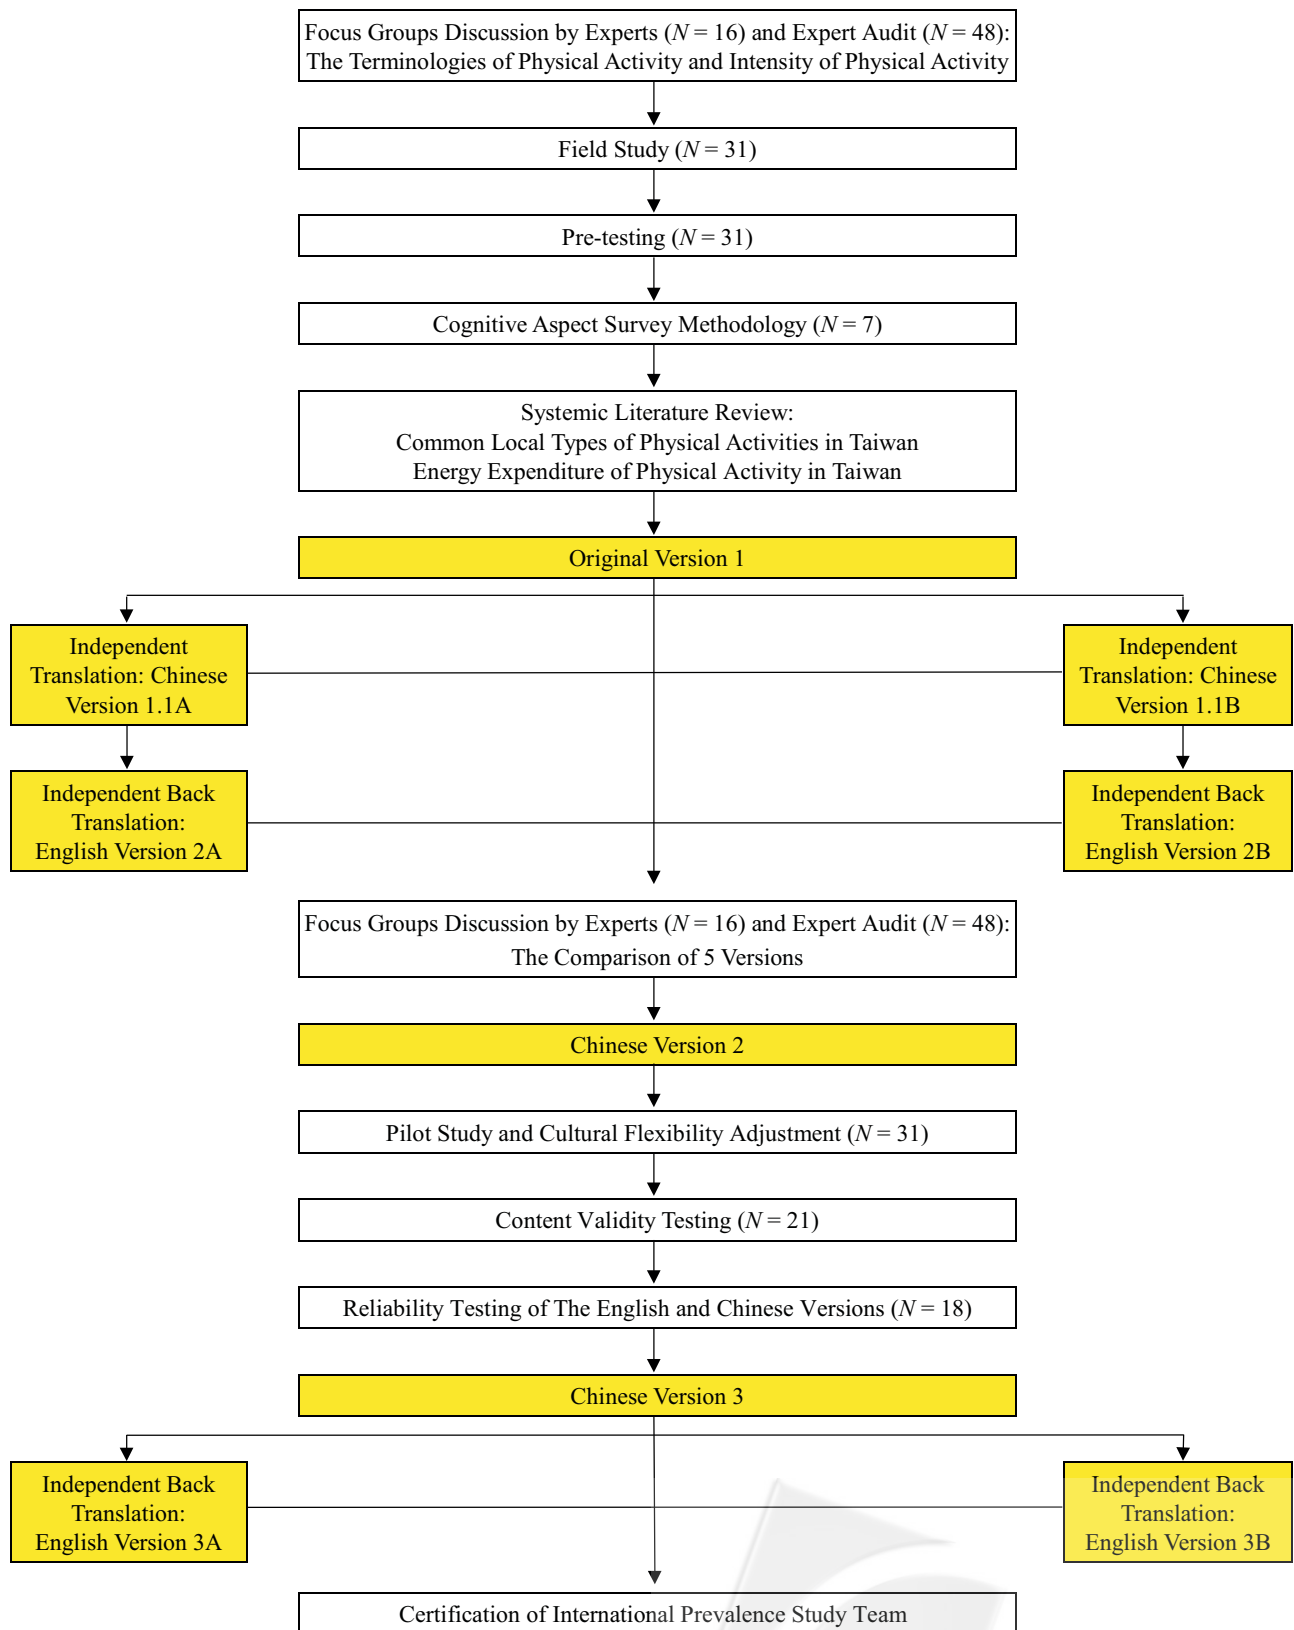 Focus Groups Discussion by Experts (N = 16) and Expert Audit (N = 48):
The Terminologies of Physical Activity and Intensity of Physical Activity
Field Study (N = 31)
Pre-testing (N = 31)
Cognitive Aspect Survey Methodology (N = 7)
Systemic Literature Review:
Common Local Types of Physical Activities in Taiwan
Energy Expenditure of Physical Activity in Taiwan
Original Version 1
Independent
Translation: Chinese
Version 1.1A
Independent
Translation: Chinese
Version 1.1B
Independent Back
Translation:
English Version 2A
Independent Back
Translation:
English Version 2B
Focus Groups Discussion by Experts (N = 16) and Expert Audit (N = 48):
The Comparison of 5 Versions
Chinese Version 2
Pilot Study and Cultural Flexibility Adjustment (N = 31)
Content Validity Testing (N = 21)
Reliability Testing of The English and Chinese Versions (N = 18)
Chinese Version 3
Independent Back
Translation:
English Version 3A
Independent Back
Translation:
English Version 3B
Certification of International Prevalence Study Team